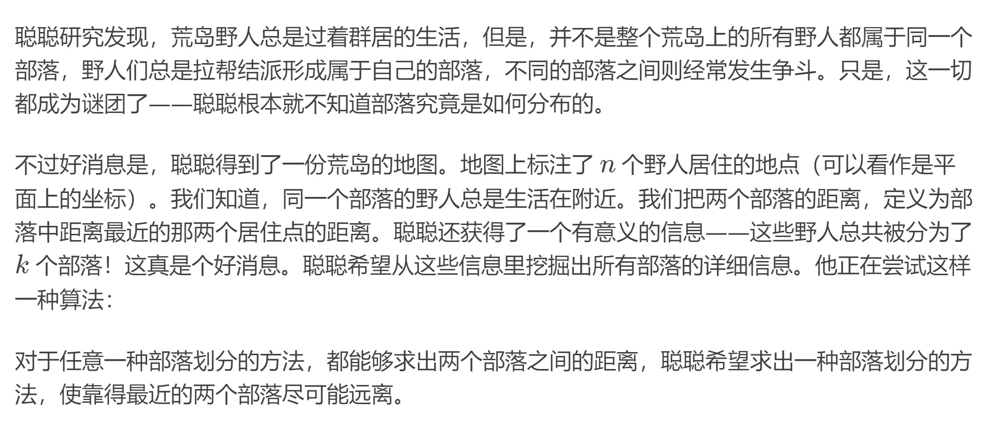 聪聪研究发现，荒岛野人总是过着群居的生活，但是，并不是整个荒岛上的所有野人都属于同一个
部落，野人们总是拉帮结派形成属于自己的部落，不同的部落之间则经常发生争斗。只是，这一切
都成为谜团了——聪聪根本就不知道部落究竟是如何分布的。
不过好消息是，聪聪得到了一份荒岛的地图。地图上标注了 n 个野人居住的地点（可以看作是平
面上的坐标）。我们知道，同一个部落的野人总是生活在附近。我们把两个部落的距离，定义为部
落中距离最近的那两个居住点的距离。聪聪还获得了一个有意义的信息——这些野人总共被分为了
k 个部落！这真是个好消息。聪聪希望从这些信息里挖掘出所有部落的详细信息。他正在尝试这样
一种算法：
对于任意一种部落划分的方法，都能够求出两个部落之间的距离，聪聪希望求出一种部落划分的方
法，使靠得最近的两个部落尽可能远离。